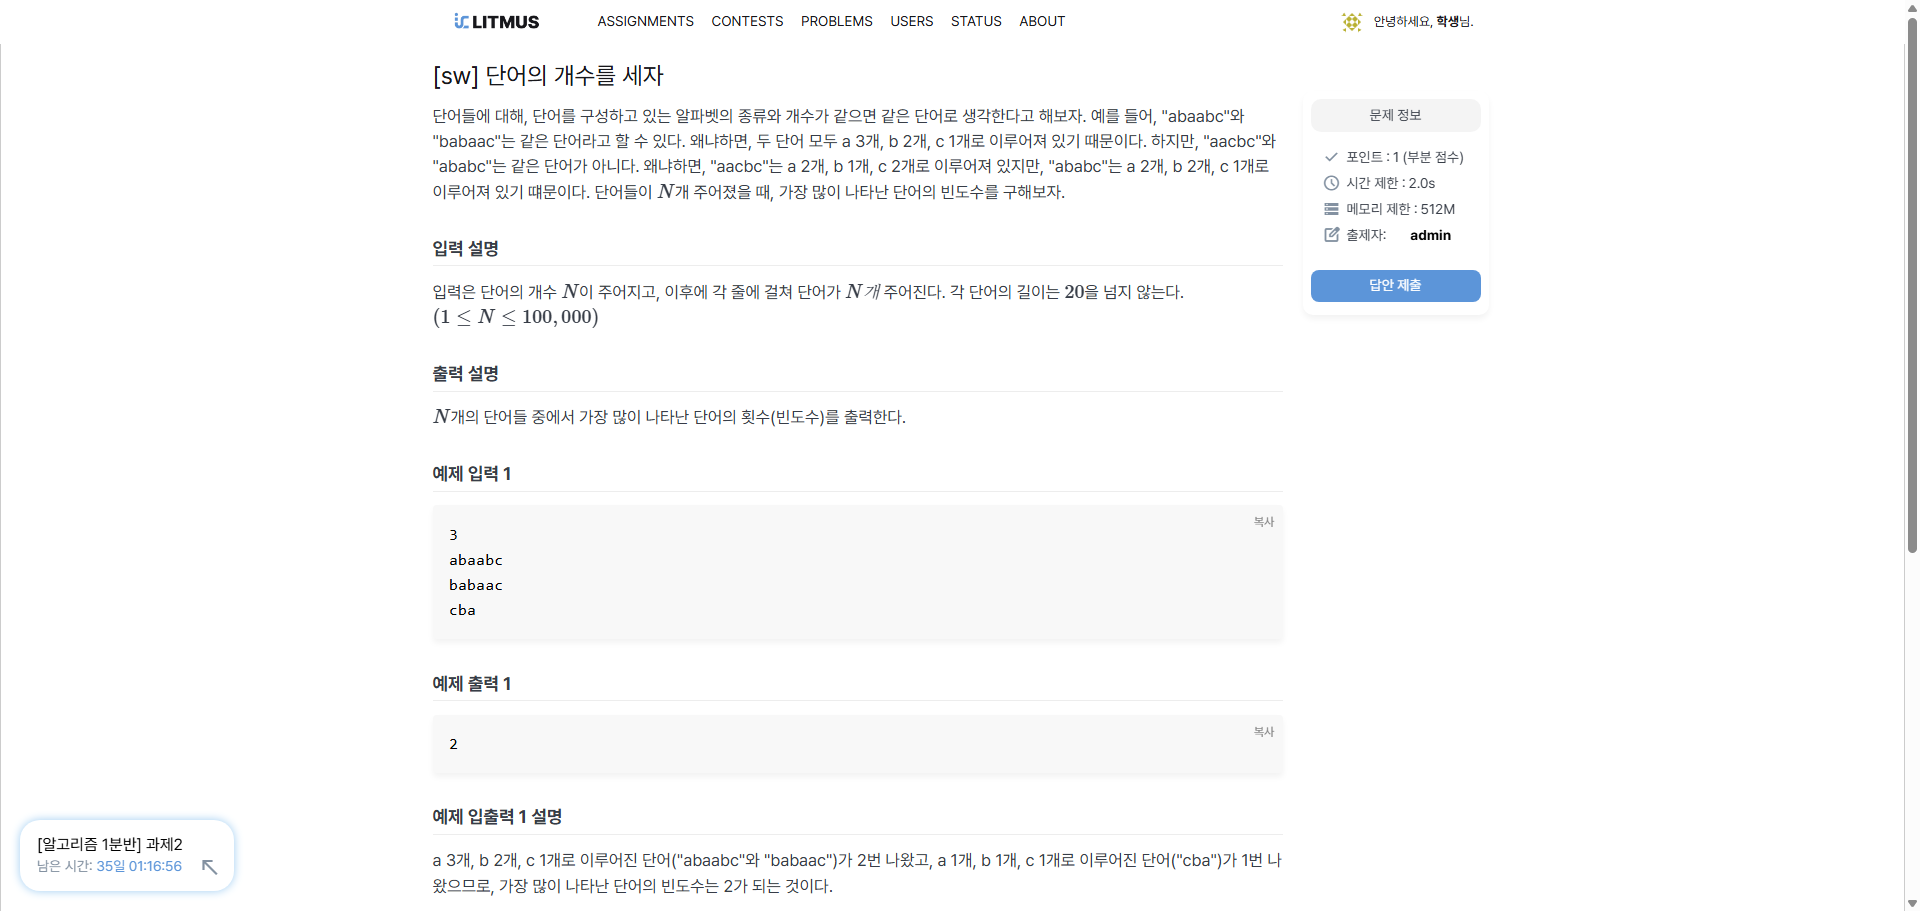 LITMUS
ASSIGNMENTS CONTESTS PROBLEMS USERS STATUS ABOUT
안녕하세요, 학생님.
[sw] 단어의 개수를 세자
단어들에 대해, 단어를 구성하고 있는 알파벳의 종류와 개수가 같으면 같은 단어로 생각한다고 해보자. 예를 들어, "abaabc"와
"babaac"는 같은 단어라고 할 수 있다. 왜냐하면, 두 단어 모두 a 3개, b 2개, c 1개로 이루어져 있기 때문이다. 하지만, "aacbc"와
"ababc"는 같은 단어가 아니다. 왜냐하면, "aacbc"는 a 2개, b 1개, c 2개로 이루어져 있지만, "ababc"는 a 2개, b 2개, c 1개로
이루어져 있기 떄문이다. 단어들이 N개 주어졌을 때, 가장 많이 나타난 단어의 빈도수를 구해보자.
문제 정보
포인트 : 1 (부분 점수)
시간 제한 : 2.0s
메모리 제한 : 512M
출제자: admin
답안 제출
입력 설명
입력은 단어의 개수 N이 주어지고, 이후에 각 줄에 걸쳐 단어가 N개 주어진다. 각 단어의 길이는 20을 넘지 않는다.
(1 ≤ N ≤ 100,000)
출력 설명
N개의 단어들 중에서 가장 많이 나타난 단어의 횟수(빈도수)를 출력한다.
예제 입력 1
복사
3
abaabc
babaac
cba
예제 출력 1
복사
2
예제 입출력 1 설명
a 3개, b 2개, c 1개로 이루어진 단어("abaabc"와 "babaac")가 2번 나왔고, a 1개, b 1개, c 1개로 이루어진 단어("cba")가 1번 나
왔으므로, 가장 많이 나타난 단어의 빈도수는 2가 되는 것이다.
[알고리즘 1분반] 과제2
남은 시간: 35일 01:16:56